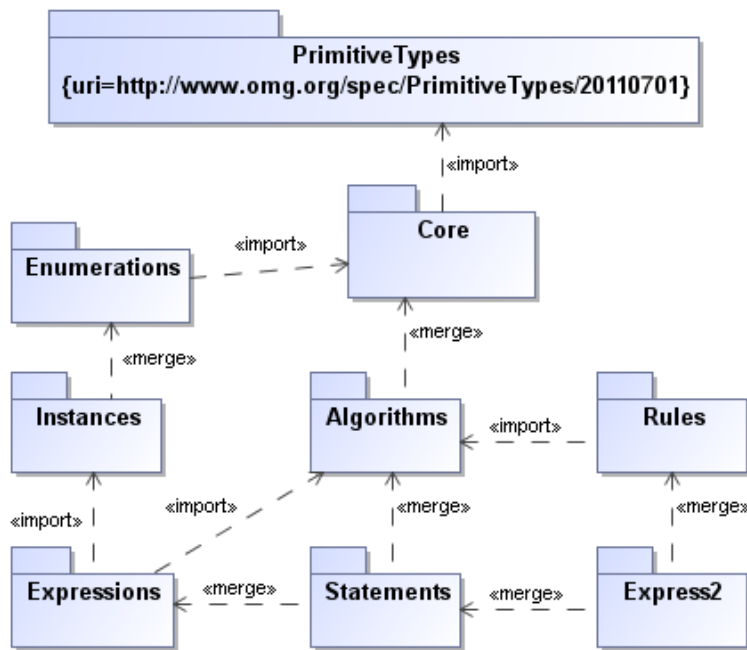 PrimitiveTypes
{uri=http://www.omg.org/spec/PrimitiveTypes/20110701}
«import»
Core
«import»
Enumerations
«merge»
«merge»
Instances
Algorithms
«import»
Rules
«import»
«import»
«merge»
«merge»
Expressions
«merge»
Statements
«merge»
Express2